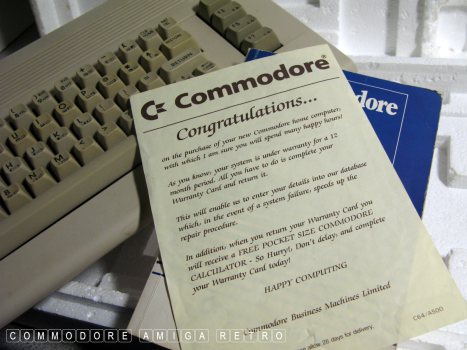 Commodore®
Congratulations...
on the purchase of your new Commodore home computer,
with which I am sure you will spend many happy hours!
As you know, your system is under warranty for a 12
month period. All you have to do is complete your
Warranty Card and return it.
This will enable us to enter your details into our database
which, in the event of a system failure, speeds up the
repair procedure.
In addition, when you return your Warranty Card you
will receive a FREE POCKET SIZE COMMODORE
CALCULATOR - So Hurry!, Don't delay, and complete
your Warranty Card today!
HAPPY COMPUTING
Commodore Business Machines Limited
allow 28 days for delivery.
C64/A500
odore
RETURN
COMMODORE AMIGA RETRO